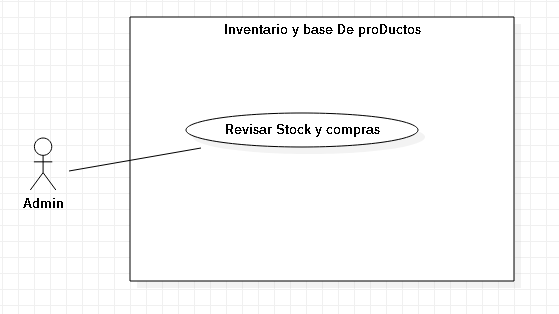 Inventario y base De proDuctos
Revisar Stock y compras
Admin